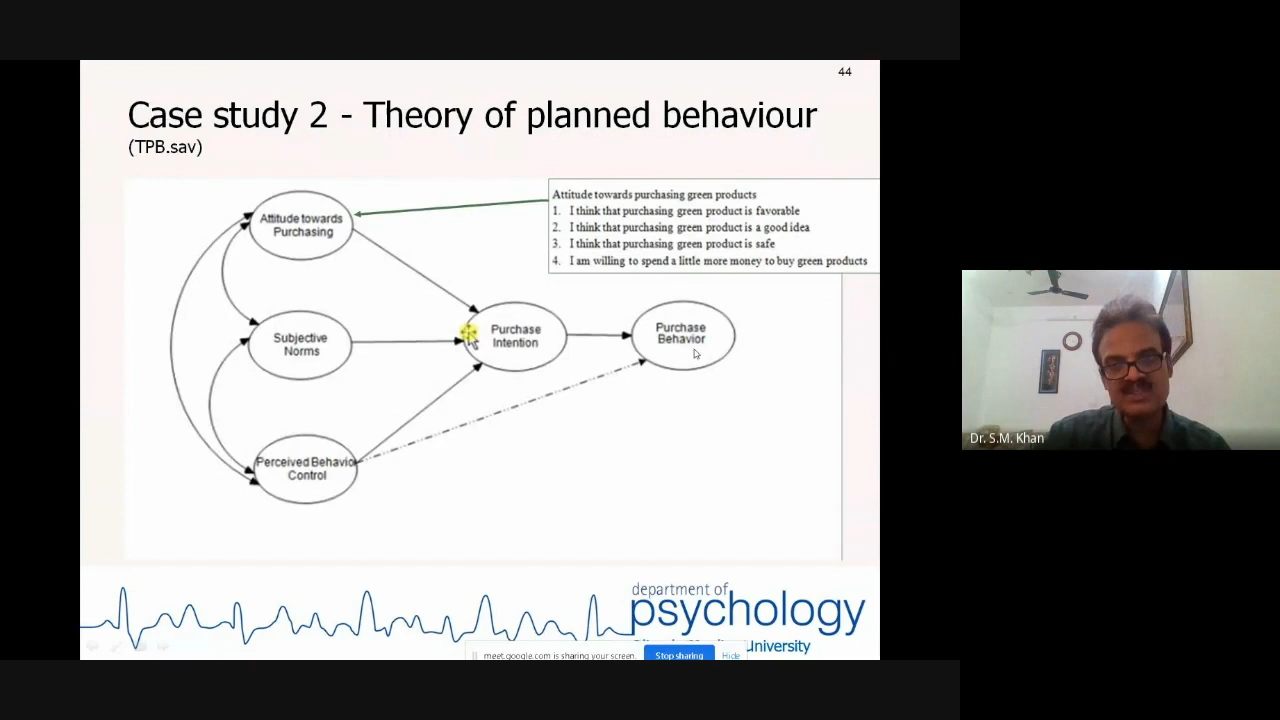 44
Case study 2 - Theory of planned behaviour
(TPB.sav)
Attitude towards purchasing green products
1. I think that purchasing green product is favorable
2. I think that purchasing green product is a good idea
3. I think that purchasing green product is safe
4. I am willing to spend a little more money to buy green products
Attitude towards
Purchasing
Subjective
Norms
Perceived Behavior
Control
Purchase
Intention
Purchase
Behavior
department of
psychology
University
meet.google.com is sharing your screen.
Stop sharing
Hide
Dr. S.M. Khan